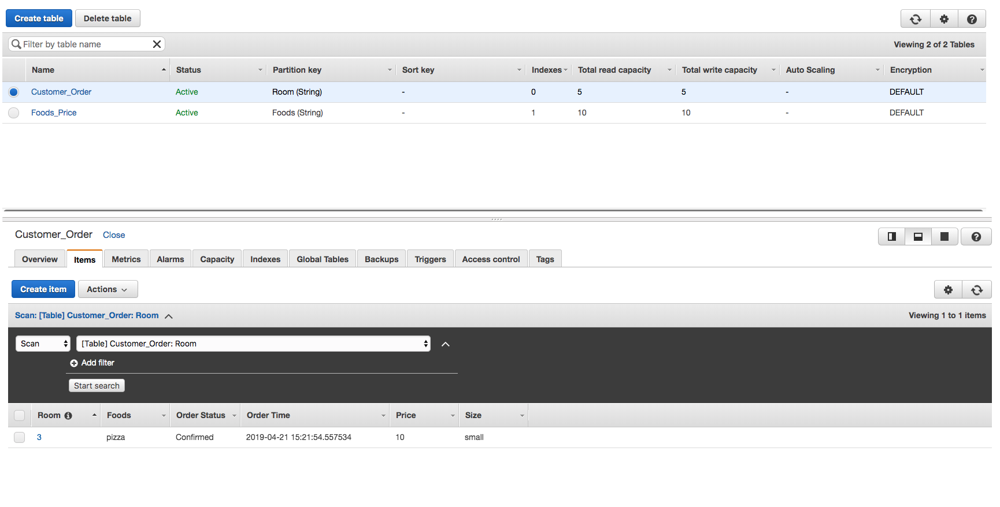 Create table Delete table
Filter by table name Viewing 2 of 2 Tables
Name Status Partition key Sort key Indexes Total read capacity Total write capacity Auto Scaling Encryption
Customer_Order Active Room (String) - 0 5 5 - DEFAULT
Foods_Price Active Foods (String) - 1 10 10 - DEFAULT
Customer_Order Close
Overview Items Metrics Alarms Capacity Indexes Global Tables Backups Triggers Access control Tags
Create item Actions
Scan: [Table] Customer_Order: Room Viewing 1 to 1 items
Scan [Table] Customer_Order: Room
Add filter
Start search
Room Foods Order Status Order Time Price Size
3 pizza Confirmed 2019-04-21 15:21:54.557534 10 small